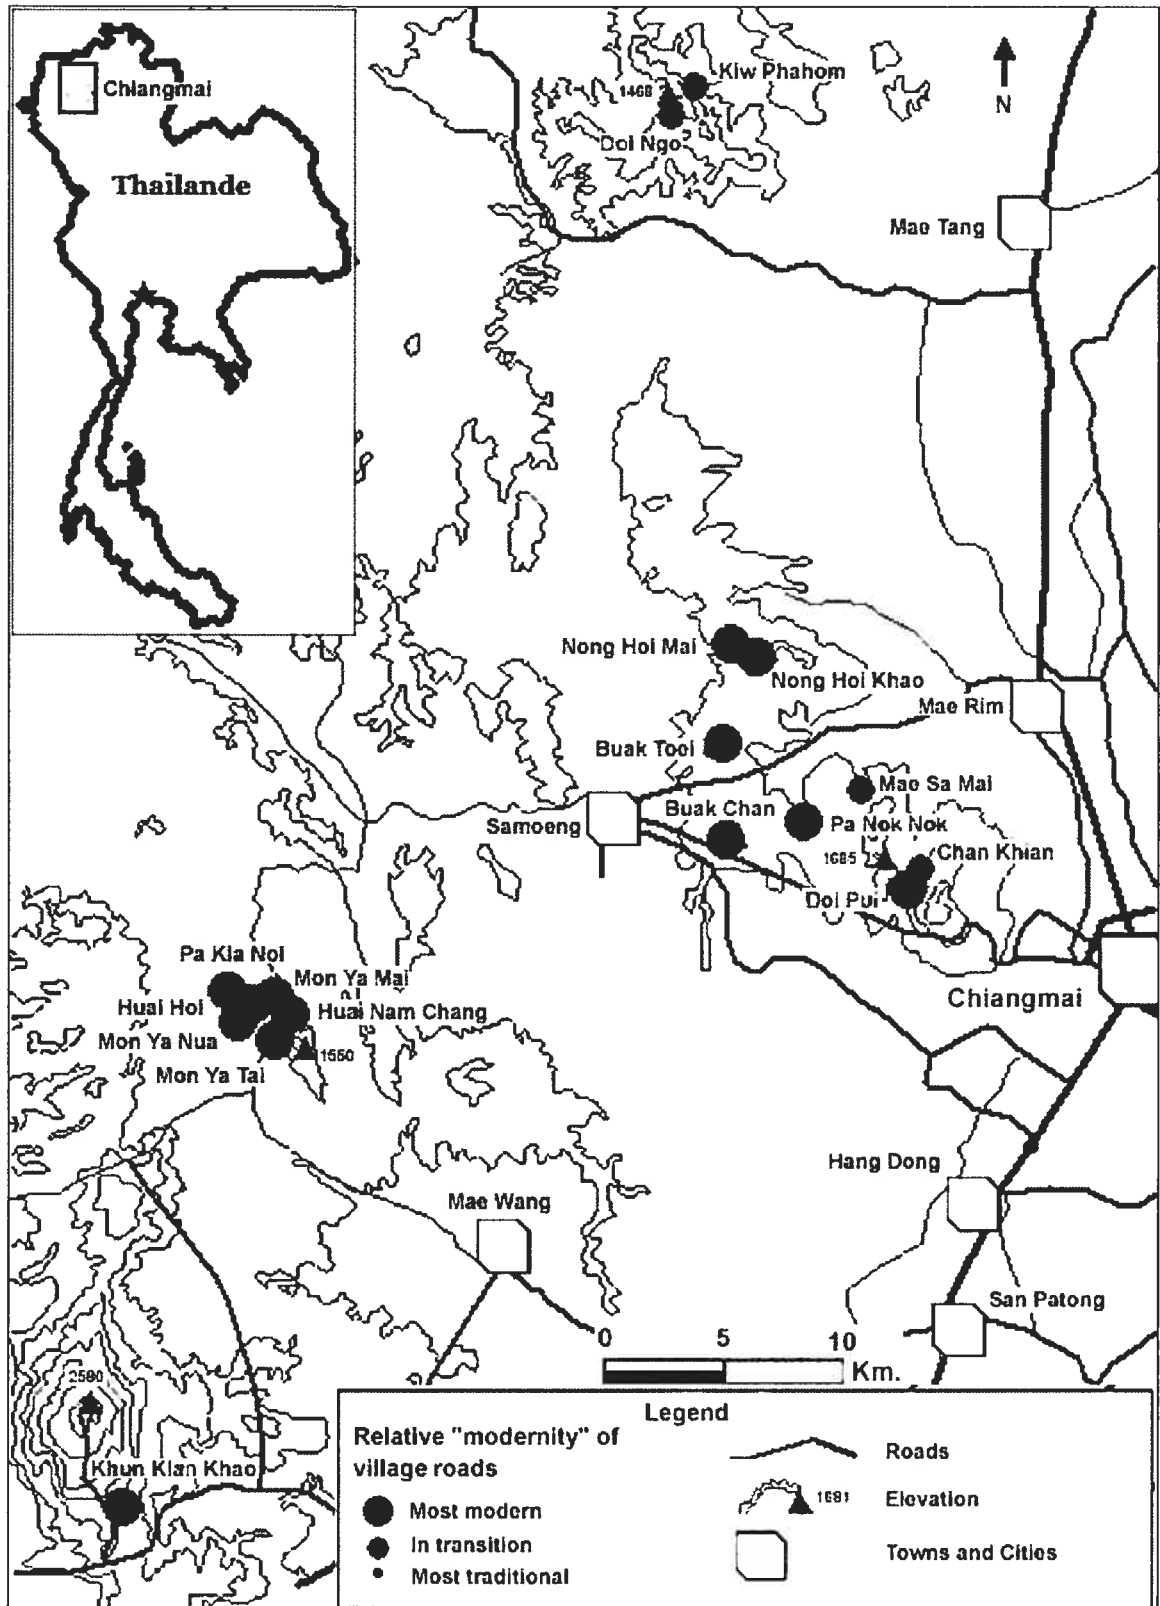 Chiangmai
Thailande
Kiw Phahom
1468
Doi Ngo
N
Mae Tang
Nong Hoi Mai
Nong Hoi Khao
Mae Rim
Buak Toei
Mae Sa Mai
Buak Chan
Samoeng
Pa Nok Nok
1685
Chan Khian
Doi Pui
Pa Kia Noi
Mon Ya Mai
Huai Hoi
Huai Nam Chang
Chiangmai
Mon Ya Nua
1550
Mon Ya Tai
Hang Dong
Mae Wang
San Patong
0 5 10
Km.
2580
Khun Klan Khao
Legend
Relative "modernity" of
village roads
Most modern
In transition
Most traditional
Roads
1681
Elevation
Towns and Cities